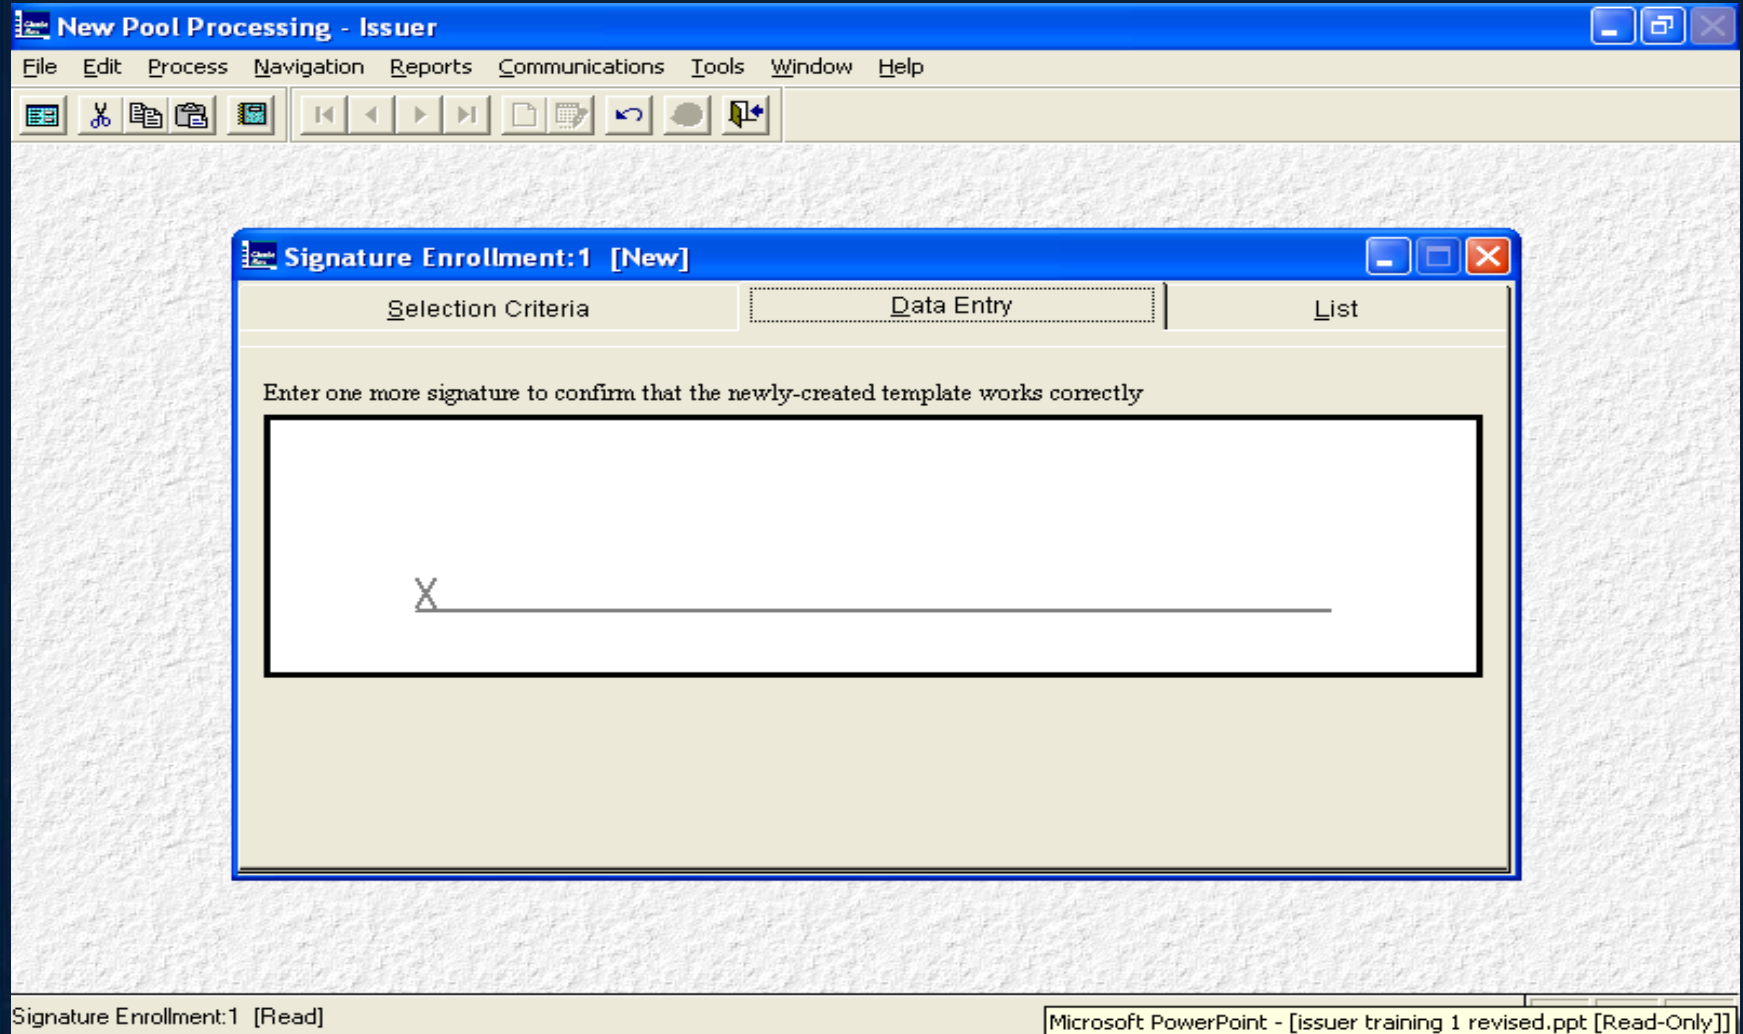 New Pool Processing - Issuer
File Edit Process Navigation Reports Communications Tools Window Help
Signature Enrollment:1 [New]
Selection Criteria Data Entry List
Enter one more signature to confirm that the newly-created template works correctly
X
Signature Enrollment:1 [Read]
Microsoft PowerPoint - [issuer training 1 revised.ppt [Read-Only]]